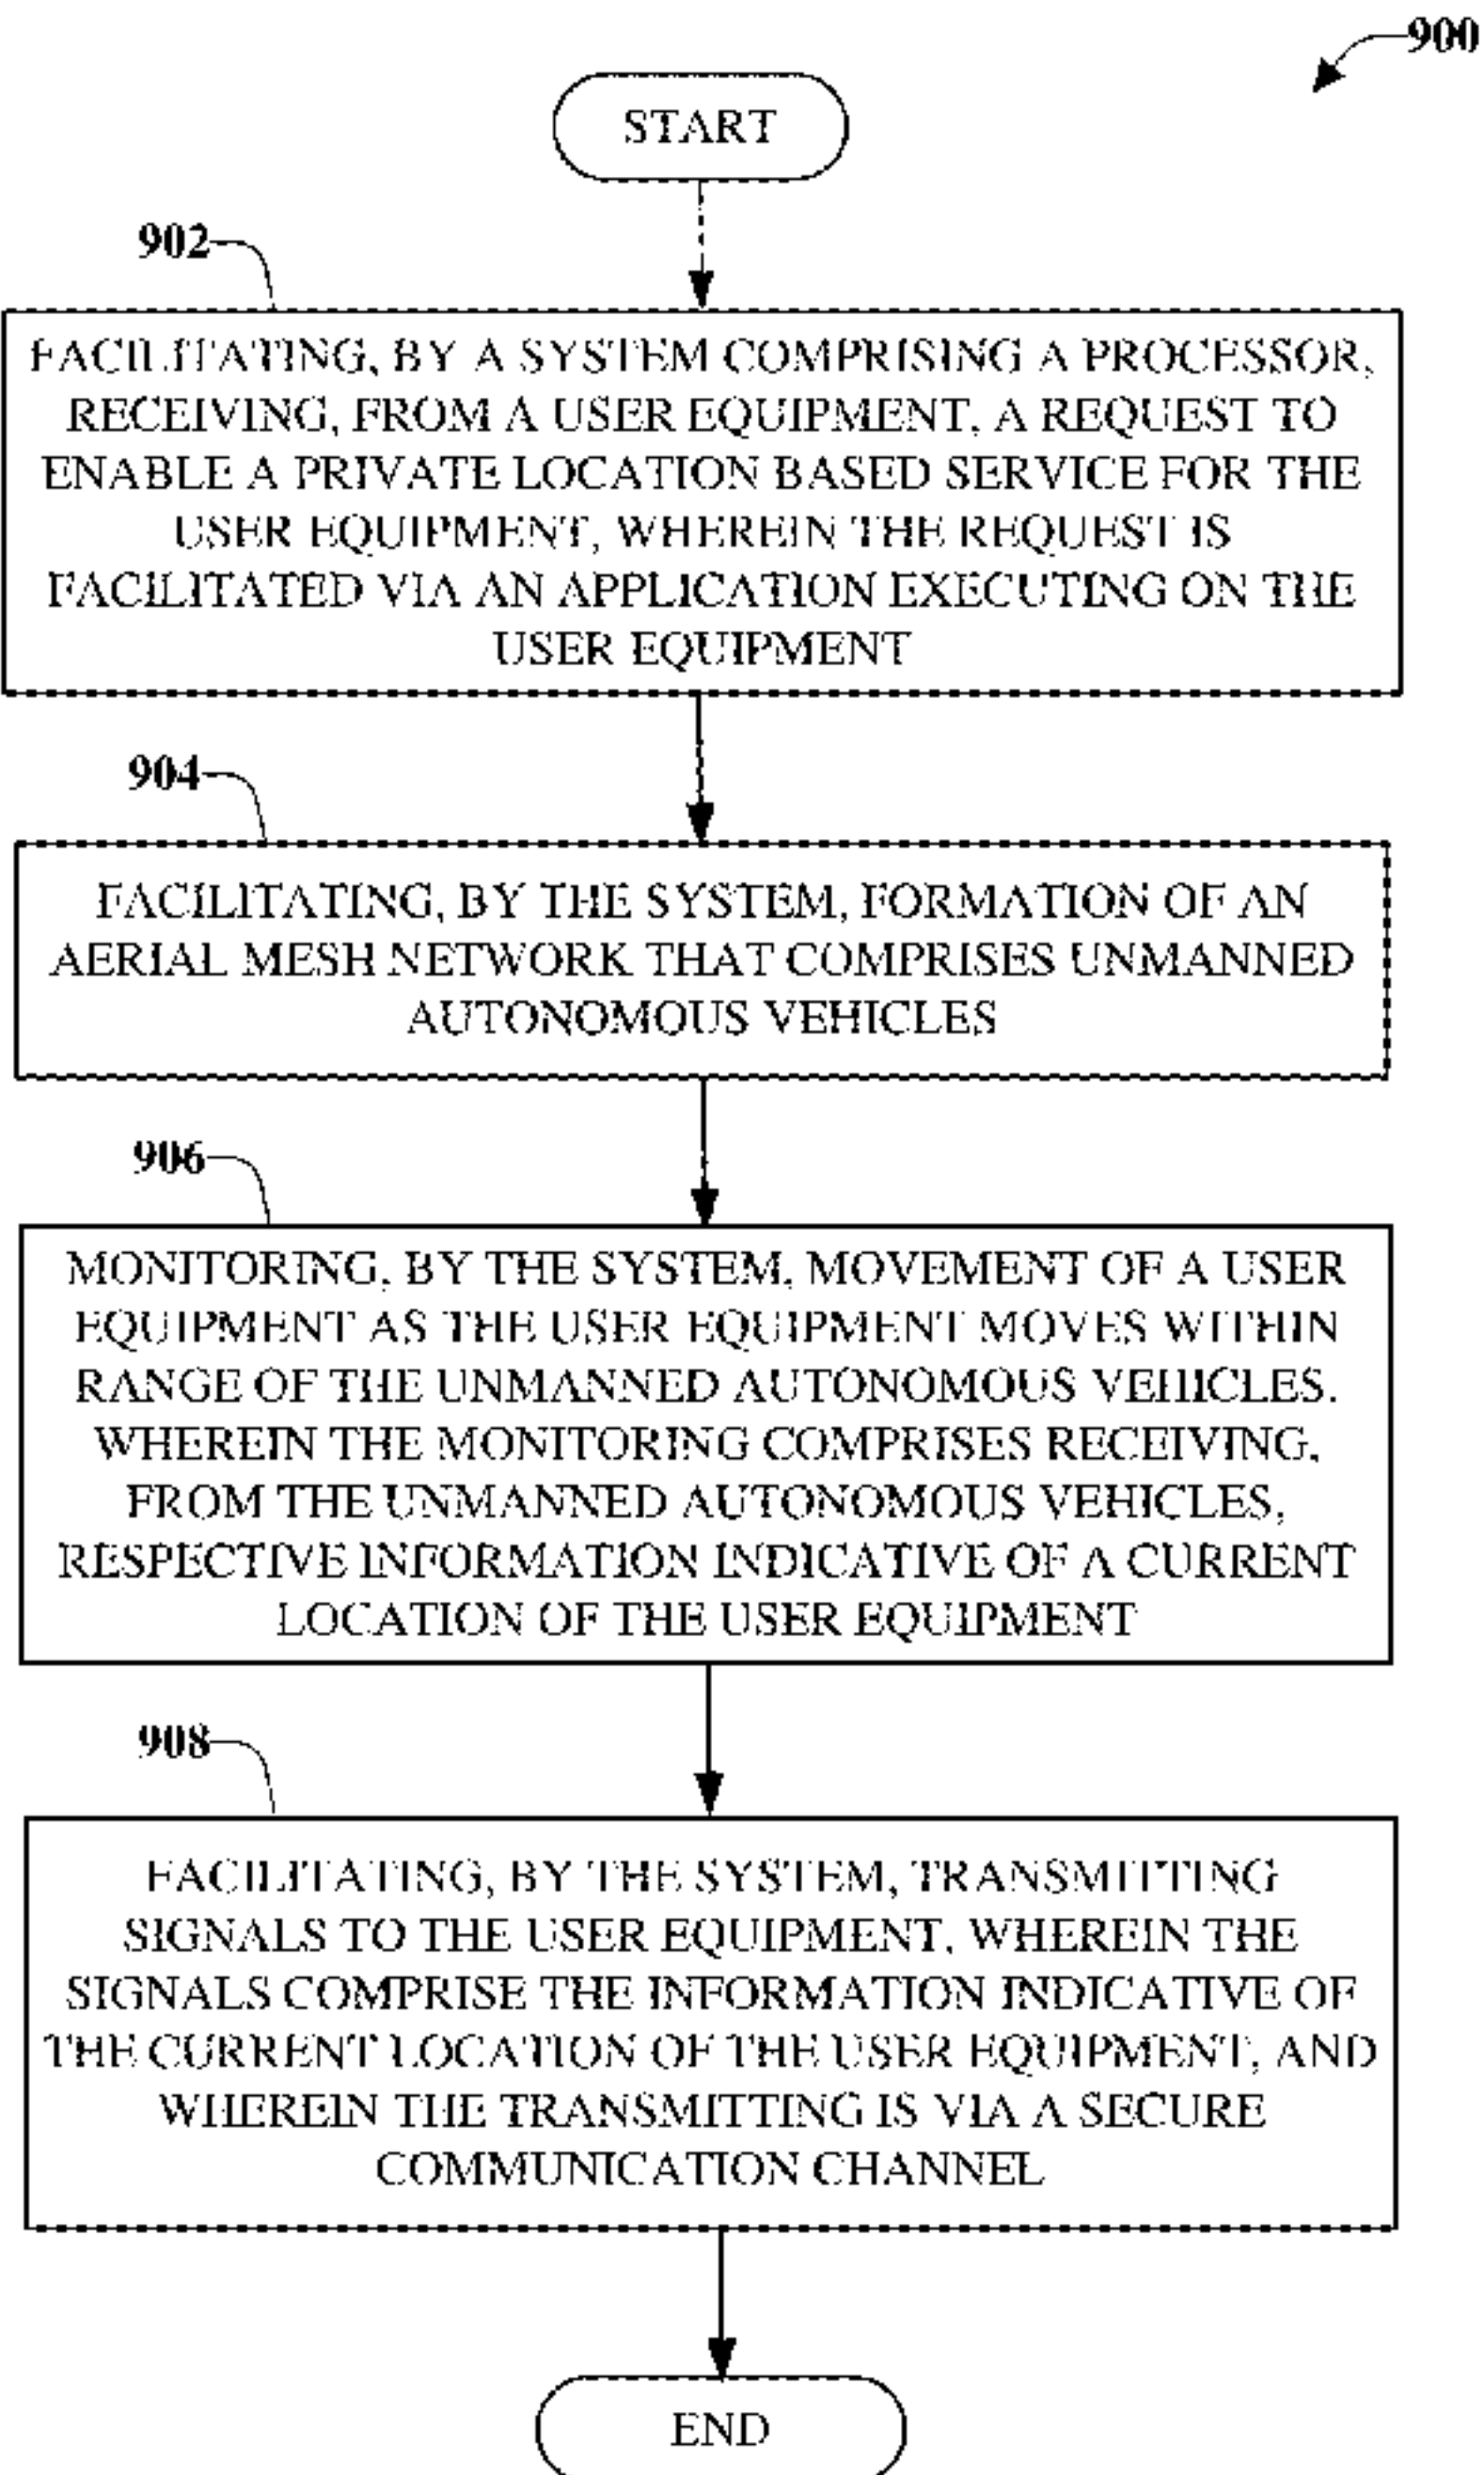 900
START
902
FACILITATING, BY A SYSTEM COMPRISING A PROCESSOR,
RECEIVING, FROM A USER EQUIPMENT, A REQUEST TO
ENABLE A PRIVATE LOCATION BASED SERVICE FOR THE
USER EQUIPMENT, WHEREIN THE REQUEST IS
FACILITATED VIA AN APPLICATION EXECUTING ON THE
USER EQUIPMENT
904
FACILITATING, BY THE SYSTEM, FORMATION OF AN
AERIAL MESH NETWORK THAT COMPRISES UNMANNED
AUTONOMOUS VEHICLES
906
MONITORING, BY THE SYSTEM, MOVEMENT OF A USER
EQUIPMENT AS THE USER EQUIPMENT MOVES WITHIN
RANGE OF THE UNMANNED AUTONOMOUS VEHICLES.
WHEREIN THE MONITORING COMPRISES RECEIVING,
FROM THE UNMANNED AUTONOMOUS VEHICLES,
RESPECTIVE INFORMATION INDICATIVE OF A CURRENT
LOCATION OF THE USER EQUIPMENT
908
FACILITATING, BY THE SYSTEM, TRANSMITTING
SIGNALS TO THE USER EQUIPMENT, WHEREIN THE
SIGNALS COMPRISE THE INFORMATION INDICATIVE OF
THE CURRENT LOCATION OF THE USER EQUIPMENT, AND
WHEREIN THE TRANSMITTING IS VIA A SECURE
COMMUNICATION CHANNEL
END